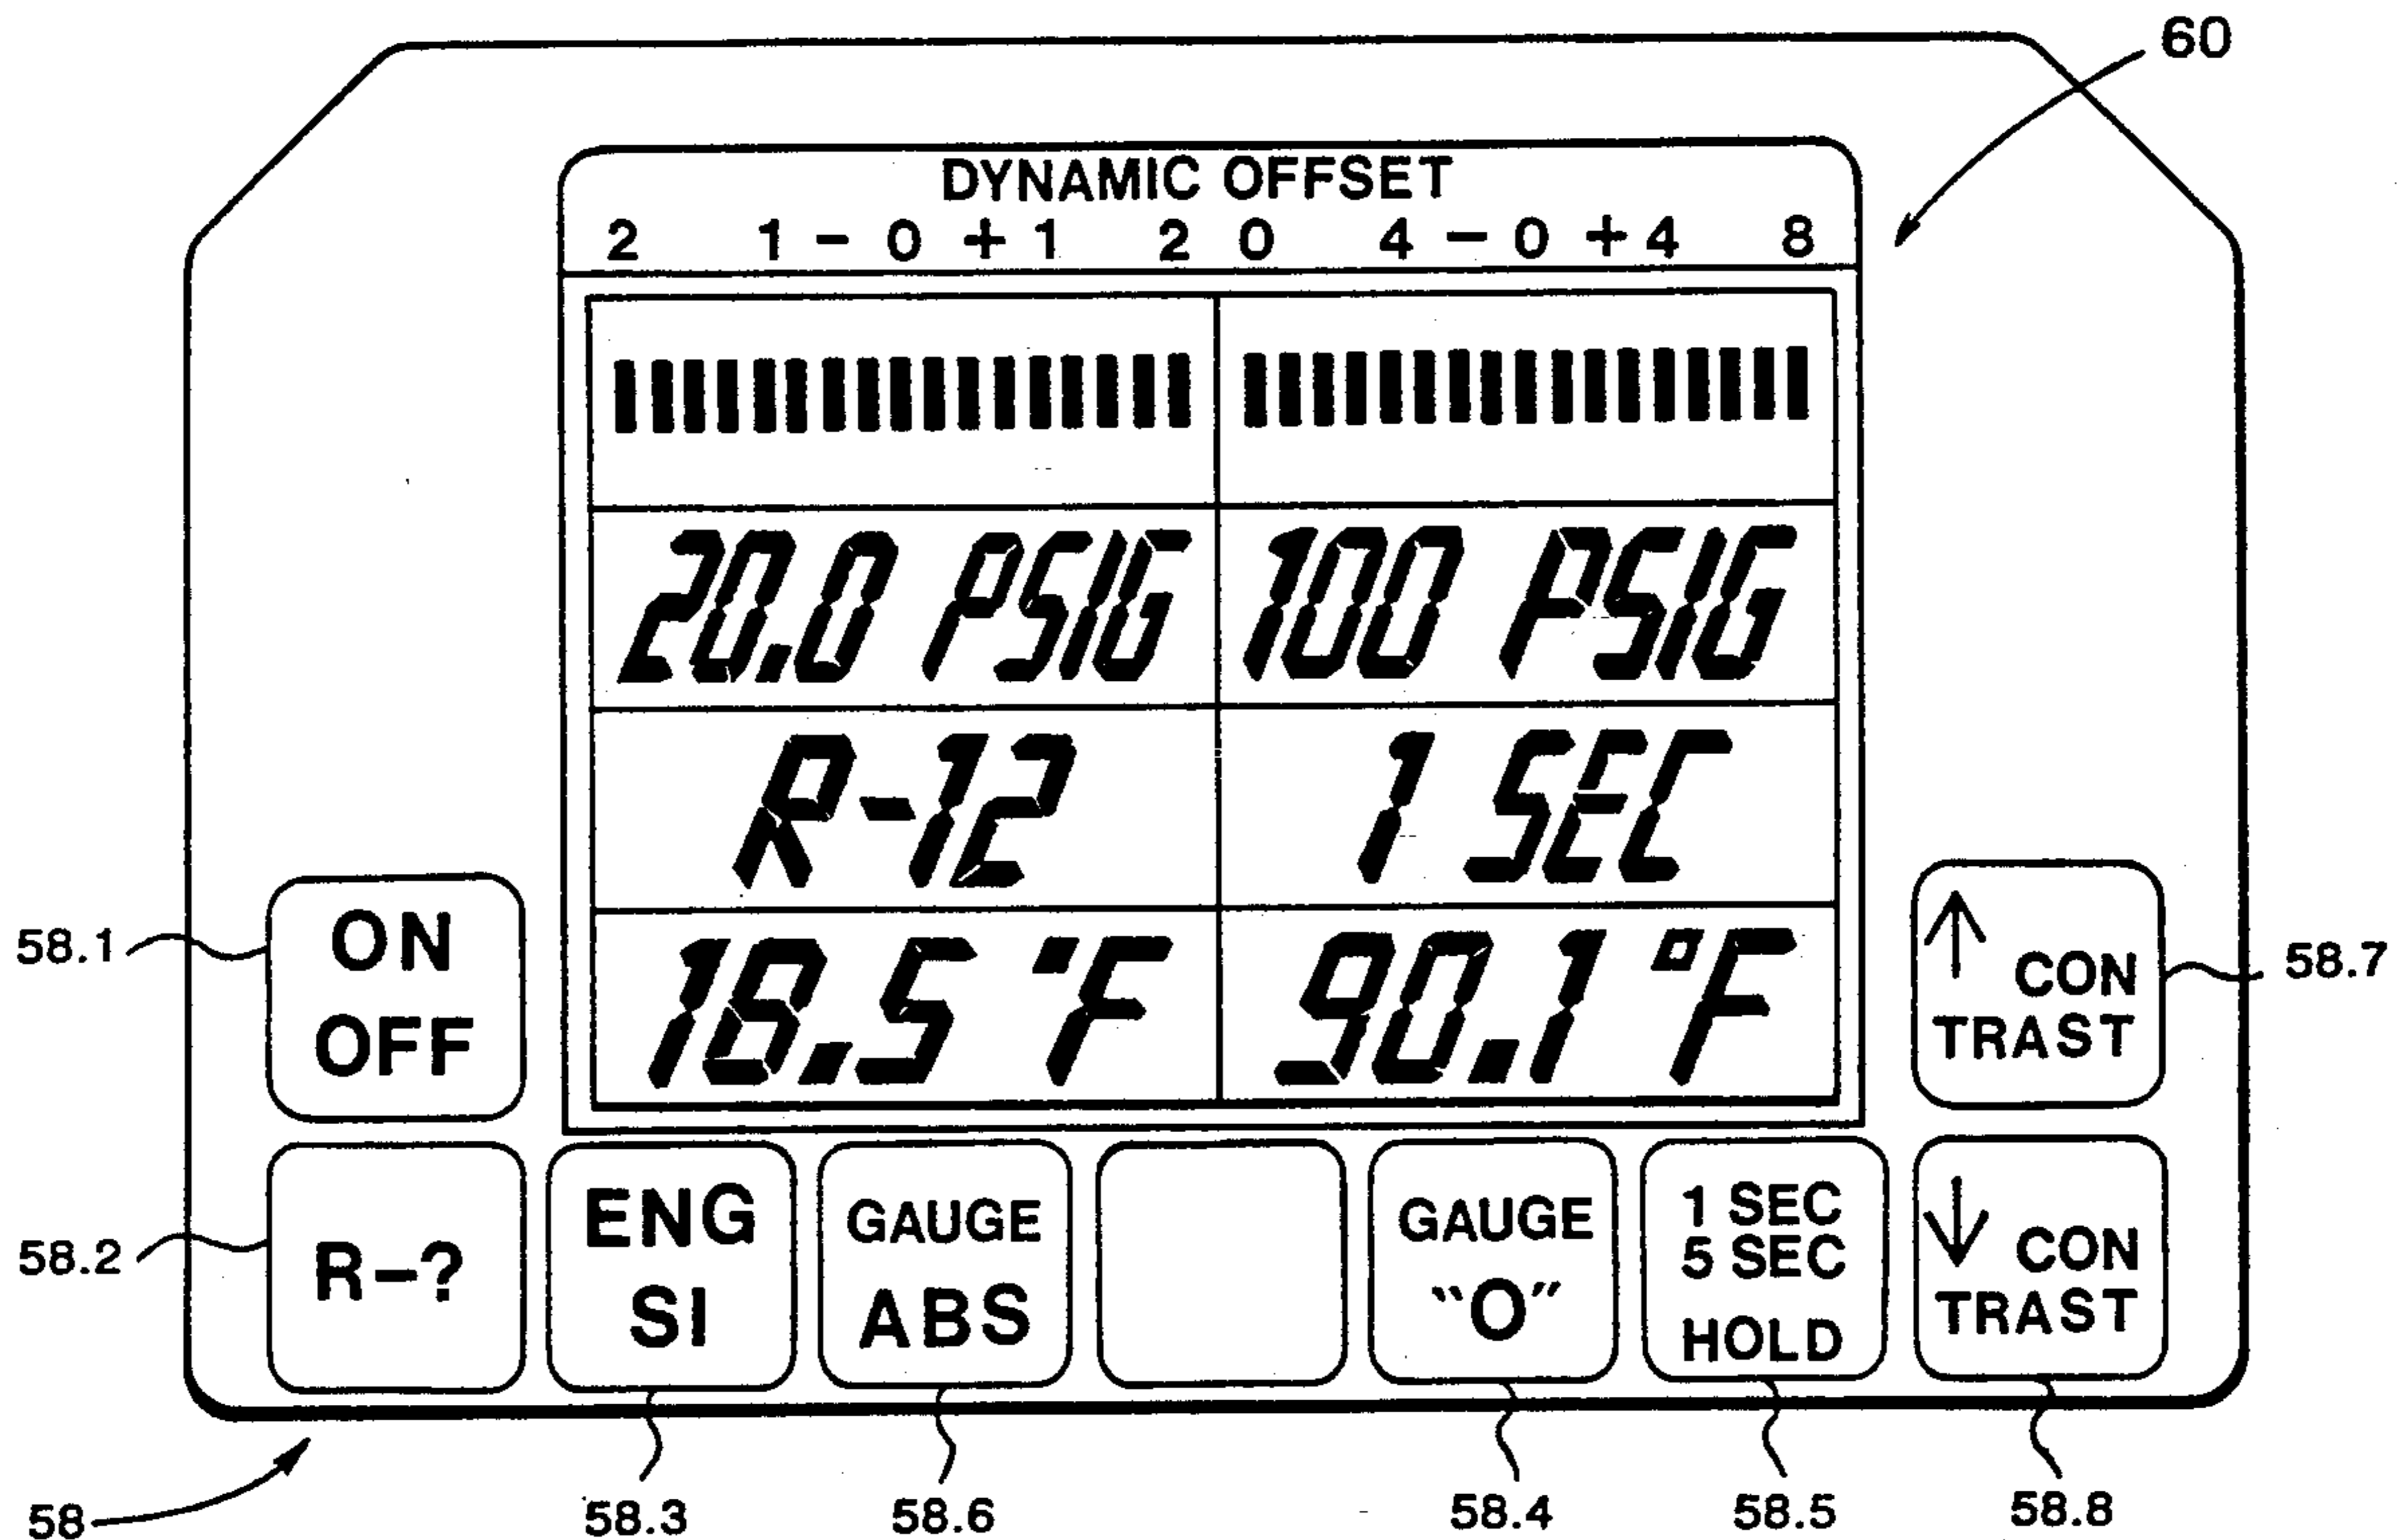 60
DYNAMIC OFFSET
2 1 - 0 + 1 2 0 4 - 0 + 4 8
20.0 PSIG 100 PSIG
R-12 1 SEC
18.5 °F 90.1 °F
58.1
ON
OFF
↑ CON
TRAST
58.7
58.2
R-?
ENG
SI
GAUGE
ABS
GAUGE
"O"
1 SEC
5 SEC
HOLD
↓ CON
TRAST
58
58.3
58.6
58.4
58.5
58.8